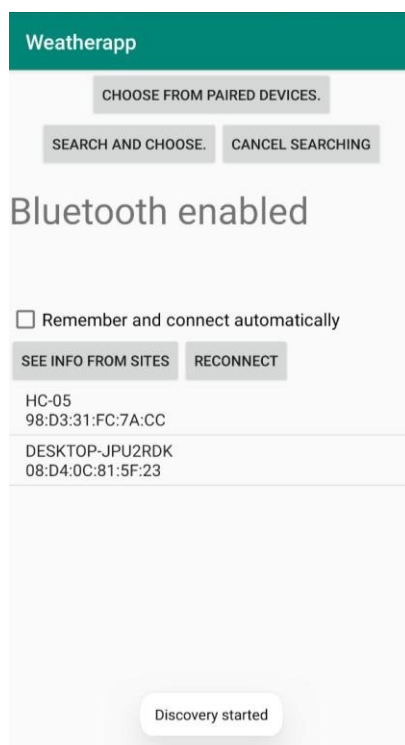 Weatherapp
CHOOSE FROM PAIRED DEVICES.
SEARCH AND CHOOSE. CANCEL SEARCHING
Bluetooth enabled
Remember and connect automatically
SEE INFO FROM SITES RECONNECT
HC-05
98:D3:31:FC:7A:CC
DESKTOP-JPU2RDK
08:D4:0C:81:5F:23
Discovery started